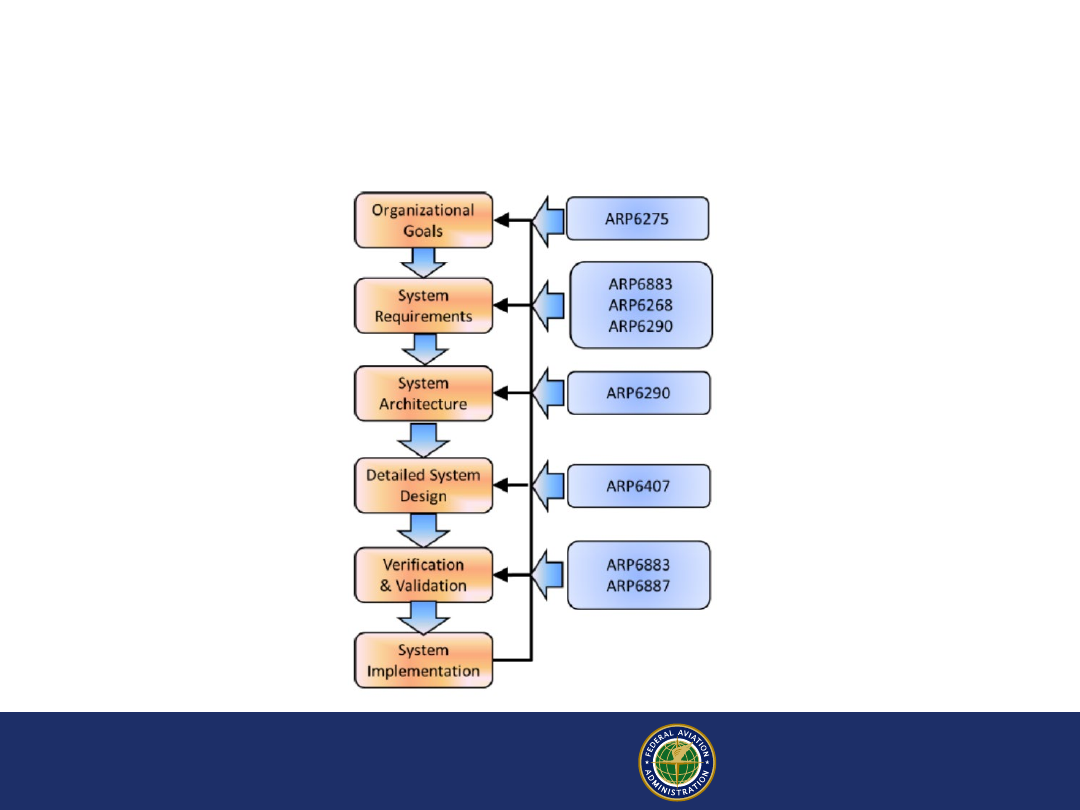 Organizational
Goals
ARP6275
System
Requirements
ARP6883
ARP6268
ARP6290
System
Architecture
ARP6290
Detailed System
Design
ARP6407
Verification
& Validation
ARP6883
ARP6887
System
Implementation
FEDERAL AVIATION
ADMINISTRATION